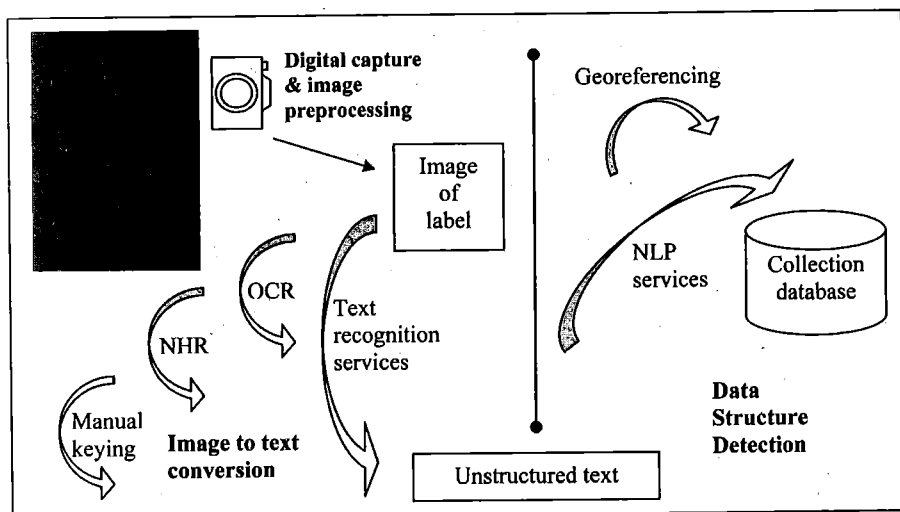 Digital capture
& image
preprocessing
Image
of
label
OCR
Text
recognition
services
NHR
Manual
keying
Image to text
conversion
Unstructured text
Georeferencing
NLP
services
Collection
database
Data
Structure
Detection